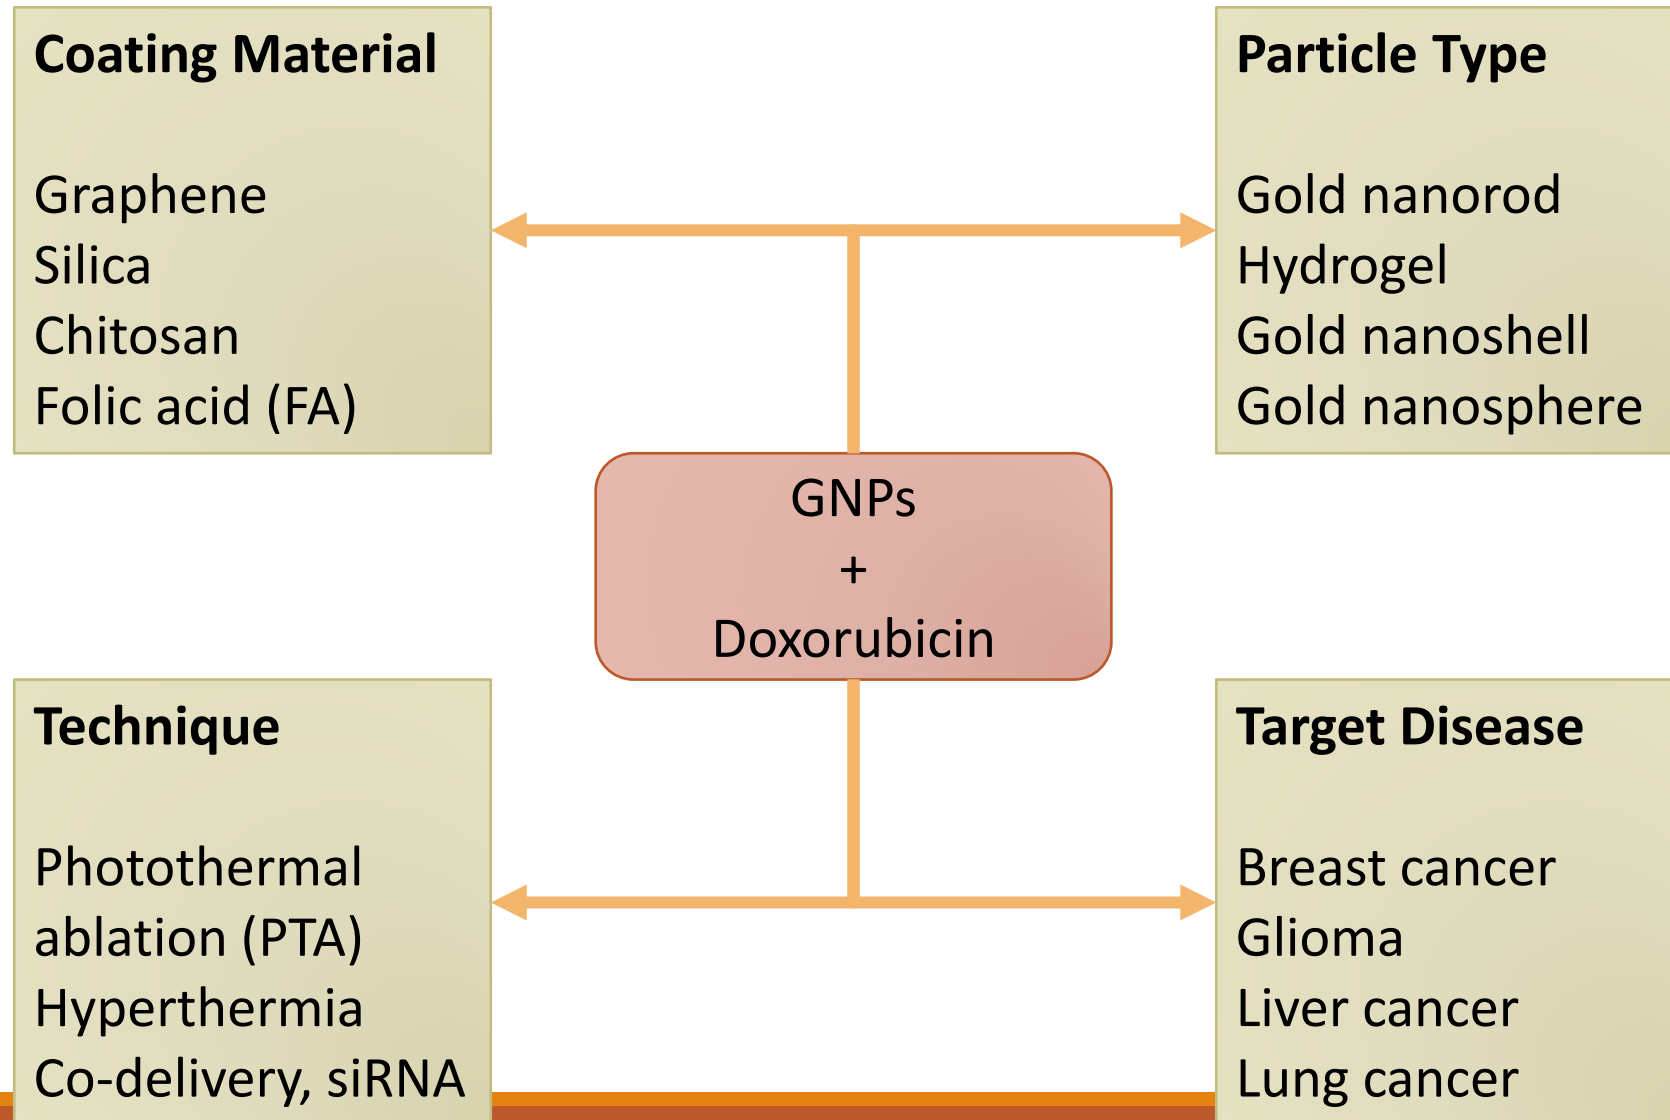 Coating Material
Graphene
Silica
Chitosan
Folic acid (FA)
Particle Type
Gold nanorod
Hydrogel
Gold nanoshell
Gold nanosphere
GNPs
+
Doxorubicin
Technique
Photothermal
ablation (PTA)
Hyperthermia
Co-delivery, siRNA
Target Disease
Breast cancer
Glioma
Liver cancer
Lung cancer